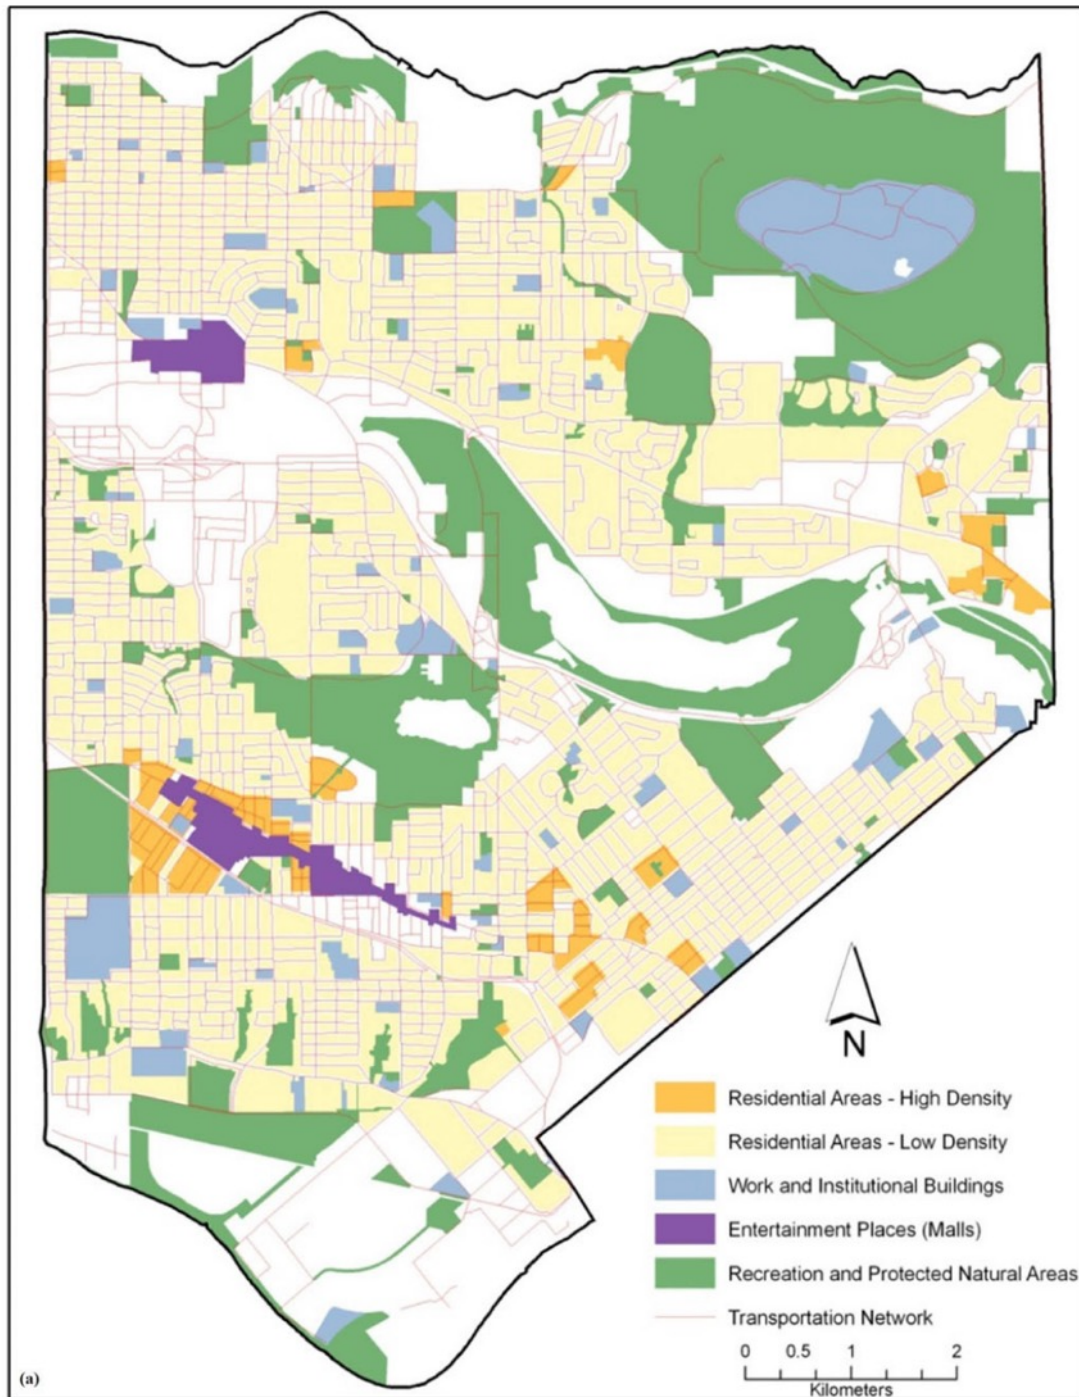 N
Residential Areas - High Density
Residential Areas - Low Density
Work and Institutional Buildings
Entertainment Places (Malls)
Recreation and Protected Natural Areas
Transportation Network
0 0.5 1 2
Kilometers
(a)